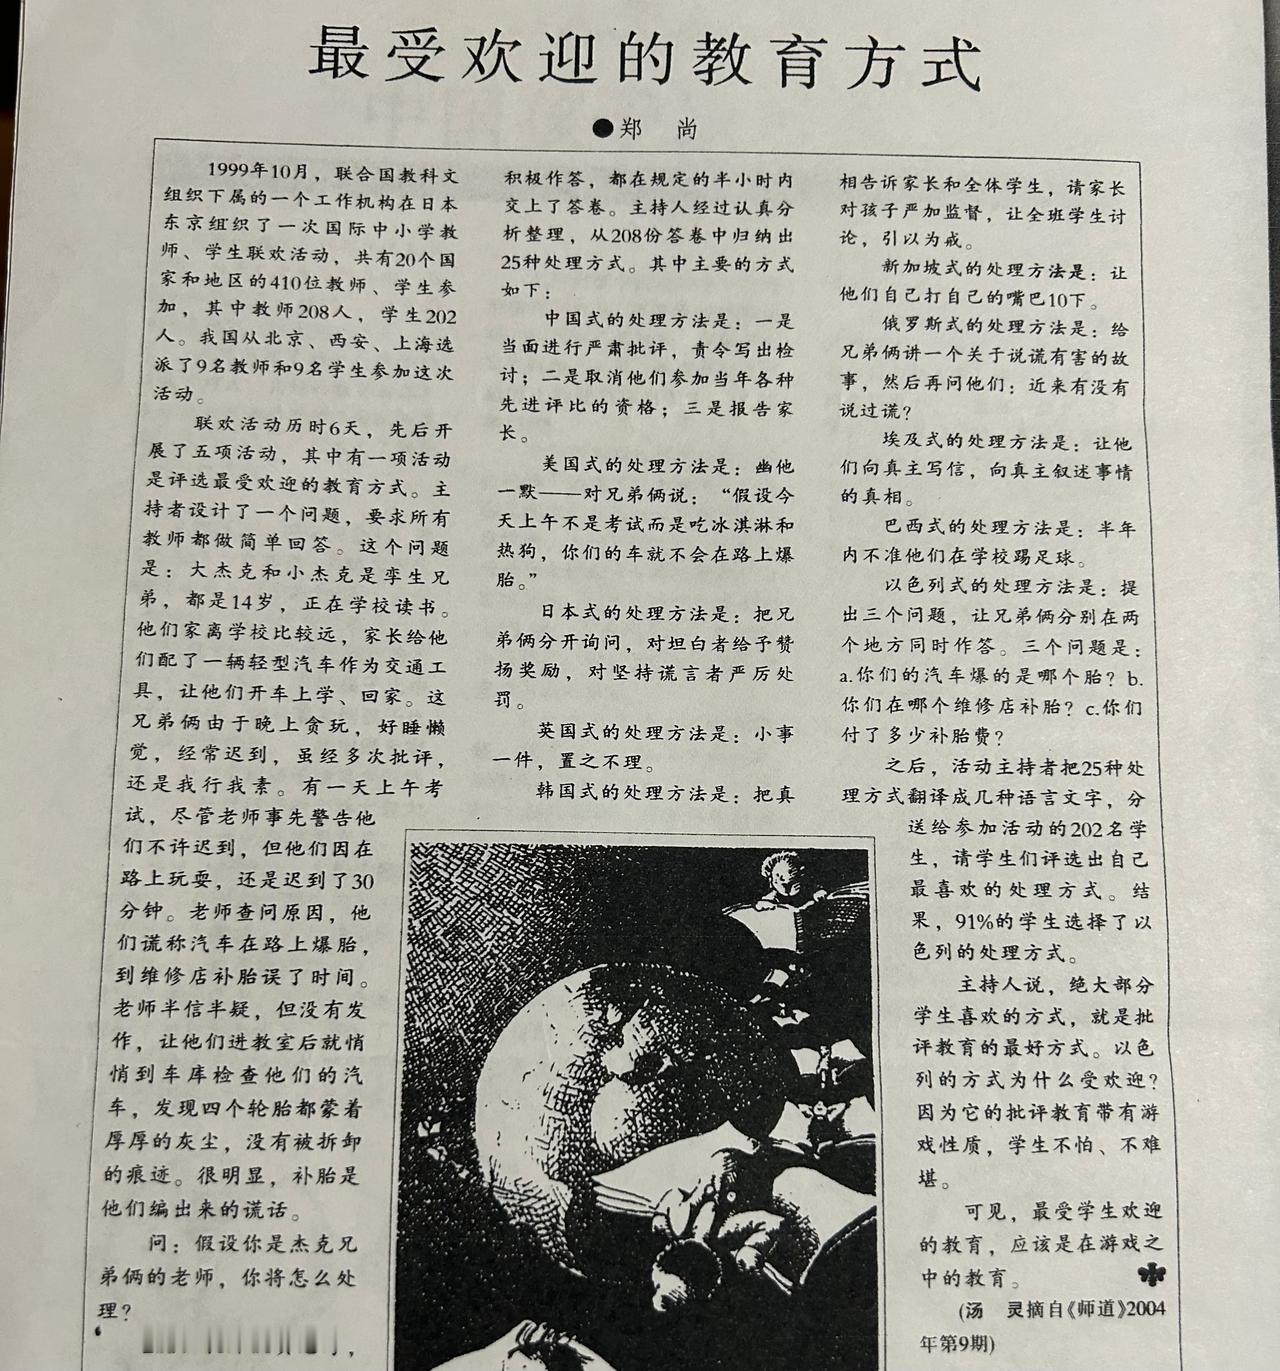 最受欢迎的教育方式
●郑 尚
1999年10月，联合国教科文
组织下属的一个工作机构在日本
东京组织了一次国际中小学教
师、学生联欢活动，共有20个国
家和地区的410位教师、学生参
加，其中教师208人，学生202
人。我国从北京、西安、上海选
派了9名教师和9名学生参加这次
活动。
联欢活动历时6天，先后开
展了五项活动，其中有一项活动
是评选最受欢迎的教育方式。主
持者设计了一个问题，要求所有
教师都做简单回答。这个问题
是：大杰克和小杰克是孪生兄
弟，都是14岁，正在学校读书。
他们家离学校比较远，家长给他
们配了一辆轻型汽车作为交通工
具，让他们开车上学、回家。这
兄弟俩由于晚上贪玩，好睡懒
觉，经常迟到，虽经多次批评，
还是我行我素。有一天上午考
试，尽管老师事先警告他
们不许迟到，但他们因在
路上玩耍，还是迟到了30
分钟。老师查问原因，他
们谎称汽车在路上爆胎，
到维修店补胎误了时间。
老师半信半疑，但没有发
作，让他们进教室后就悄
悄到车库检查他们的汽
车，发现四个轮胎都蒙着
厚厚的灰尘，没有被拆卸
的痕迹。很明显，补胎是
他们编出来的谎话。
问：假设你是杰克兄
弟俩的老师，你将怎么处
理？
积极作答，都在规定的半小时内
交上了答卷。主持人经过认真分
析整理，从208份答卷中归纳出
25种处理方式。其中主要的方式
如下：
中国式的处理方法是：一是
当面进行严肃批评，责令写出检
讨；二是取消他们参加当年各种
先进评比的资格；三是报告家
长。
美国式的处理方法是：幽他
一默——对兄弟俩说：“假设今
天上午不是考试而是吃冰淇淋和
热狗，你们的车就不会在路上爆
胎。”
日本式的处理方法是：把兄
弟俩分开询问，对坦白者给予赞
扬奖励，对坚持谎言者严厉处
罚。
英国式的处理方法是：小事
一件，置之不理。
韩国式的处理方法是：把真
相告诉家长和全体学生，请家长
对孩子严加监督，让全班学生讨
论，引以为戒。
新加坡式的处理方法是：让
他们自己打自己的嘴巴10下。
俄罗斯式的处理方法是：给
兄弟俩讲一个关于说谎有害的故
事，然后再问他们：近来有没有
说过谎？
埃及式的处理方法是：让他
们向真主写信，向真主叙述事情
的真相。
巴西式的处理方法是：半年
内不准他们在学校踢足球。
以色列式的处理方法是：提
出三个问题，让兄弟俩分别在两
个地方同时作答。三个问题是：
a.你们的汽车爆的是哪个胎？b.
你们在哪个维修店补胎？c.你们
付了多少补胎费？
之后，活动主持者把25种处
理方式翻译成几种语言文字，分
送给参加活动的202名学
生，请学生们评选出自己
最喜欢的处理方式。结
果，91%的学生选择了以
色列的处理方式。
主持人说，绝大部分
学生喜欢的方式，就是批
评教育的最好方式。以色
列的方式为什么受欢迎？
因为它的批评教育带有游
戏性质，学生不怕、不难
堪。
可见，最受学生欢迎
的教育，应该是在游戏之
中的教育。
(汤 灵摘自《师道》2004
年第9期)